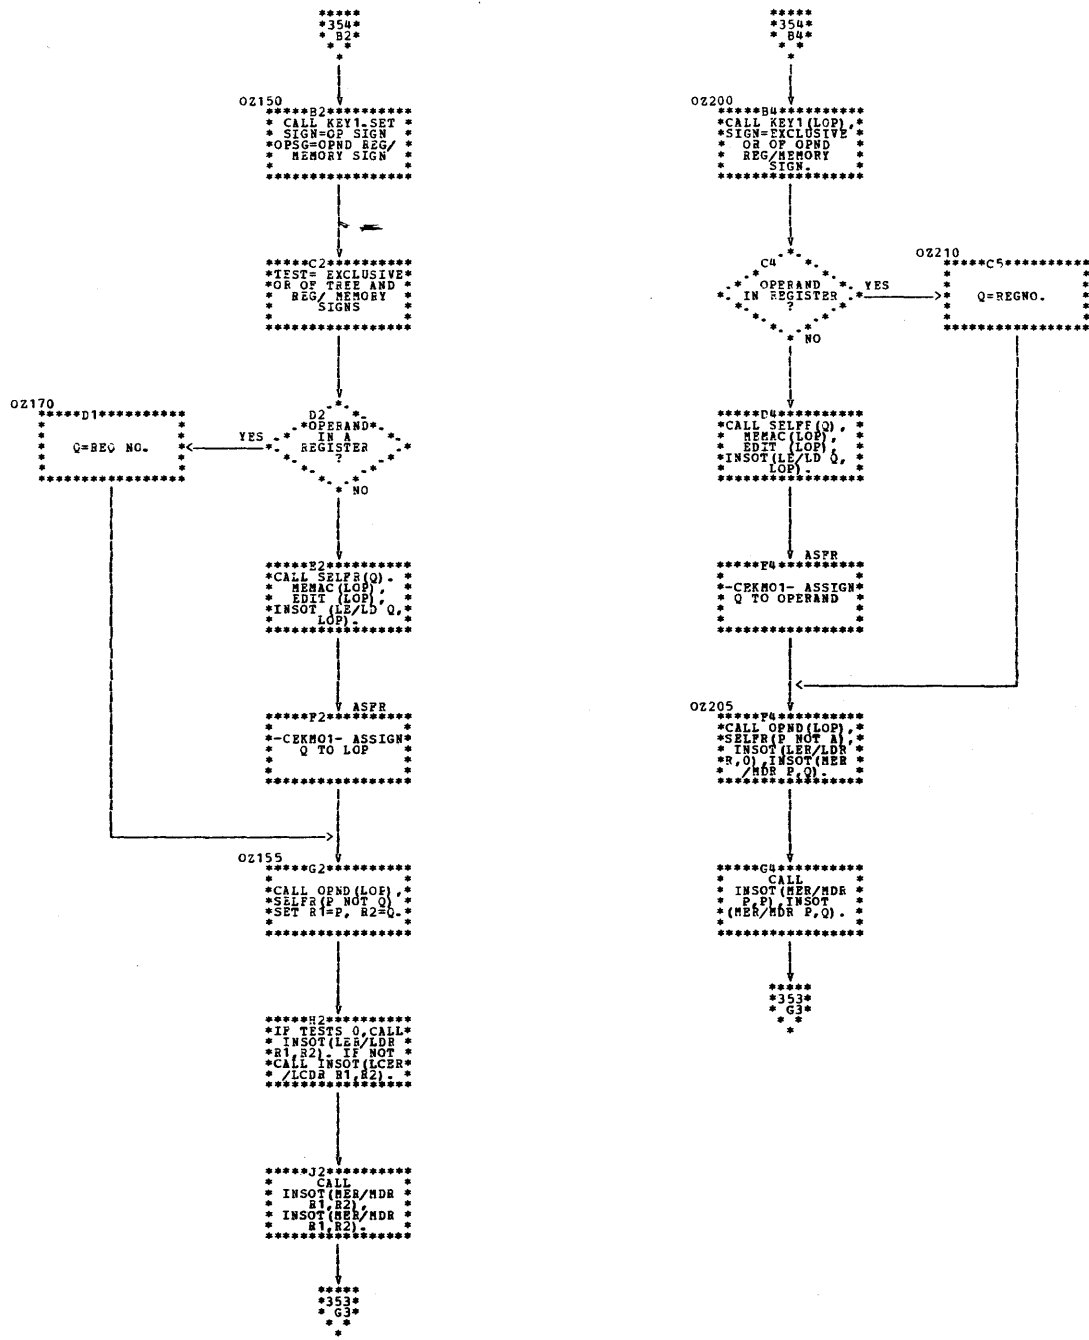 354
B2
OZ150
B2
CALL KEY1.SET
SIGN=OP SIGN
OPSG=OPND REG/
MEMORY SIGN
C2
TEST= EXCLUSIVE
OR OF TREE AND
REG/ MEMORY
SIGNS
OZ170
D1
Q=REG NO.
D2
OPERAND
IN A
REGISTER
?
YES
NO
E2
CALL SELFR(Q).
MEMAC(LOP),
EDIT (LOP),
INSOT (LE/LD Q,
LOP).
ASFR
F2
-CEKMO1- ASSIGN
Q TO LOP
OZ155
G2
CALL OPND(LOP),
SELFR(P NOT Q)
SET R1=P, R2=Q.
H2
IF TEST≤ 0,CALL
INSOT(LER/LDR
R1,R2). IF NOT
CALL INSOT(LCER
/LCDR R1,R2).
J2
CALL
INSOT(MER/MDR
R1,R2),
INSOT(MER/MDR
R1,R2).
353
G3
354
B4
OZ200
B4
CALL KEY1(LOP),
SIGN=EXCLUSIVE
OR OF OPND
REG/MEMORY
SIGN.
C4
OPERAND
IN REGISTER
?
YES
NO
OZ210
C5
Q=REGNO.
D4
CALL SELFF(Q),
MEMAC(LOP),
EDIT (LOP),
INSOT(LE/LD Q,
LOP).
ASFR
E4
-CEKMO1- ASSIGN
Q TO OPERAND
OZ205
F4
CALL OPND(LOP),
SELFR(P NOT A),
INSOT(LER/LDR
R,O),INSOT(MER
/MDR P,Q).
G4
CALL
INSOT(MER/MDR
P,P),INSOT
(MER/MDR P,Q).
353
G3